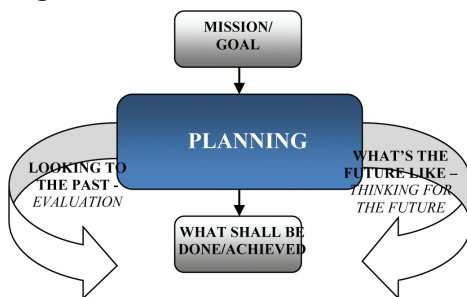 MISSION/
GOAL
PLANNING
LOOKING TO
THE PAST -
EVALUATION
WHAT'S THE
FUTURE LIKE –
THINKING FOR
THE FUTURE
WHAT SHALL BE
DONE/ACHIEVED